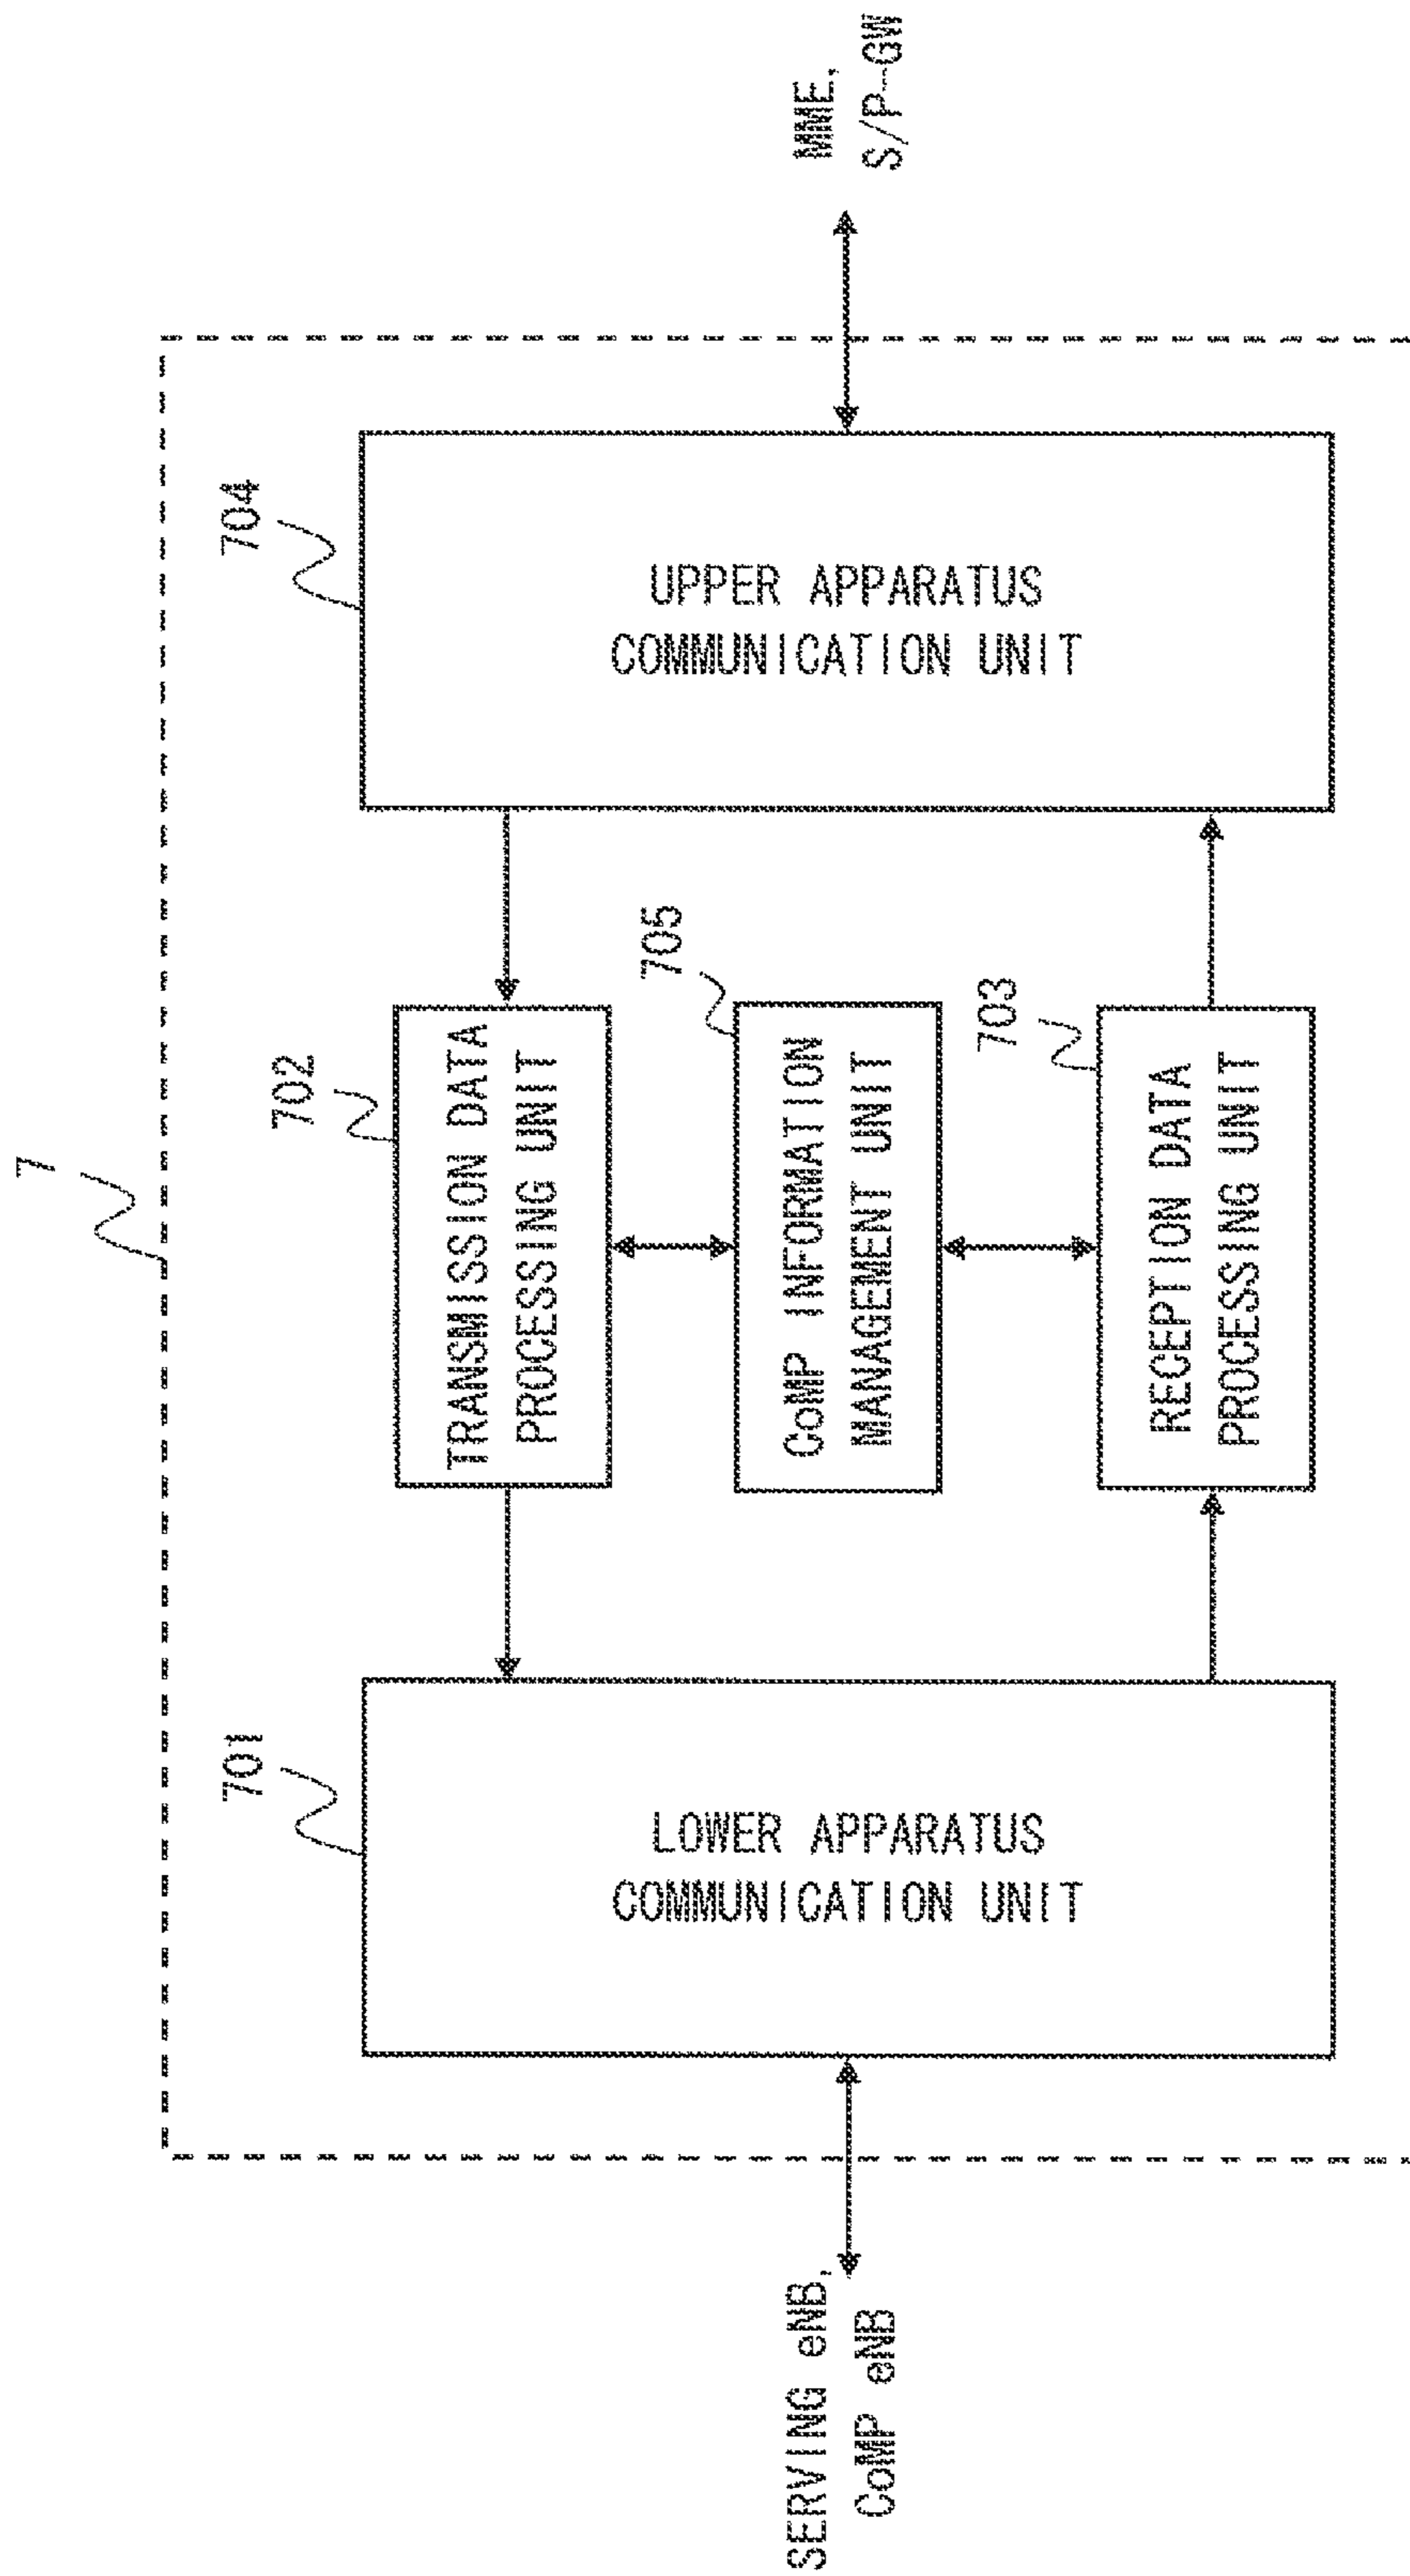 7
701
LOWER APPARATUS
COMMUNICATION UNIT
SERVING eNB,
CoMP eNB
702
TRANSMISSION DATA
PROCESSING UNIT
705
CoMP INFORMATION
MANAGEMENT UNIT
703
RECEPTION DATA
PROCESSING UNIT
704
UPPER APPARATUS
COMMUNICATION UNIT
MME,
S/P-GW